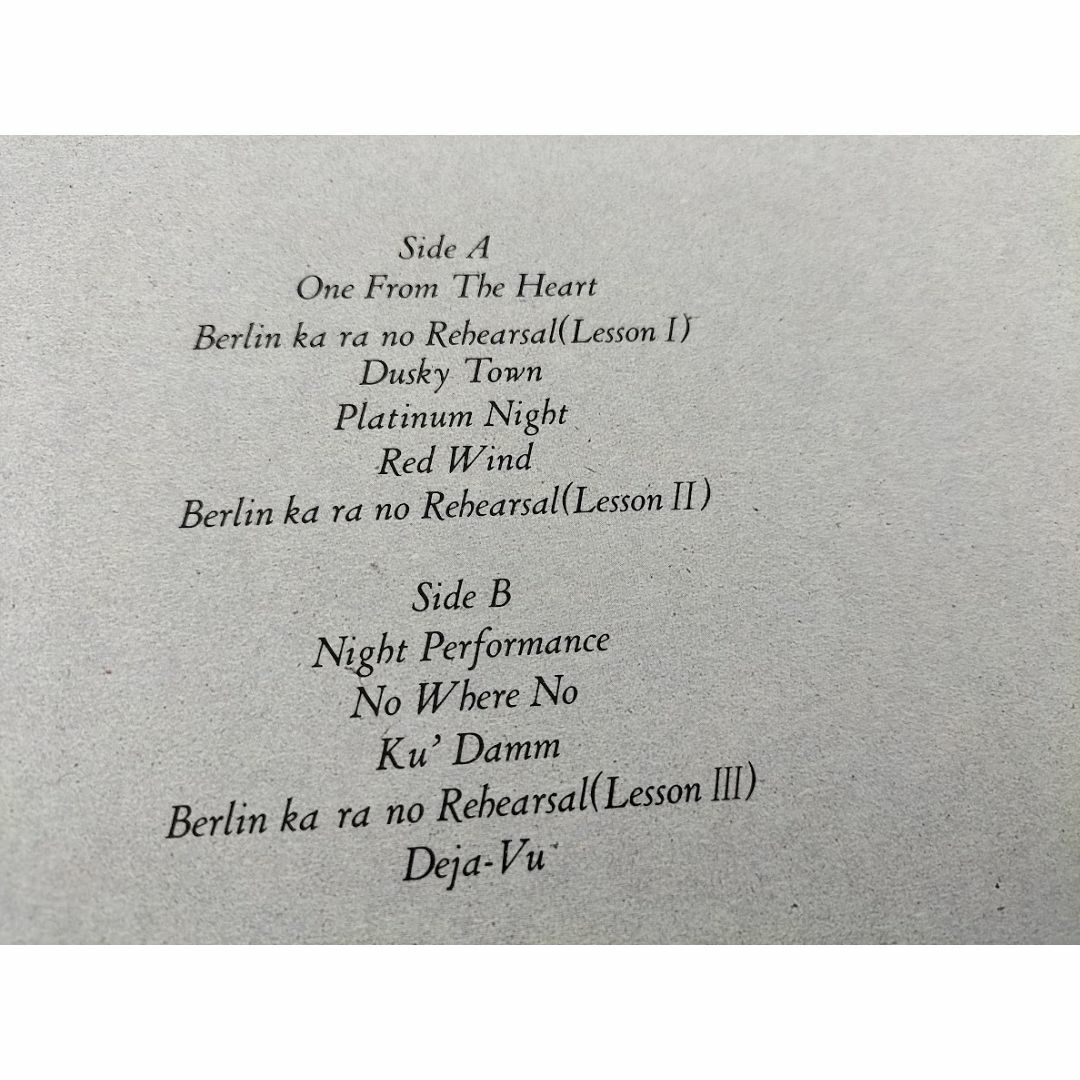 Side A
One From The Heart
Berlin ka ra no Rehearsal(Lesson I)
Dusky Town
Platinum Night
Red Wind
Berlin ka ra no Rehearsal(Lesson II)
Side B
Night Performance
No Where No
Ku' Damm
Berlin ka ra no Rehearsal(Lesson III)
Deja-Vu